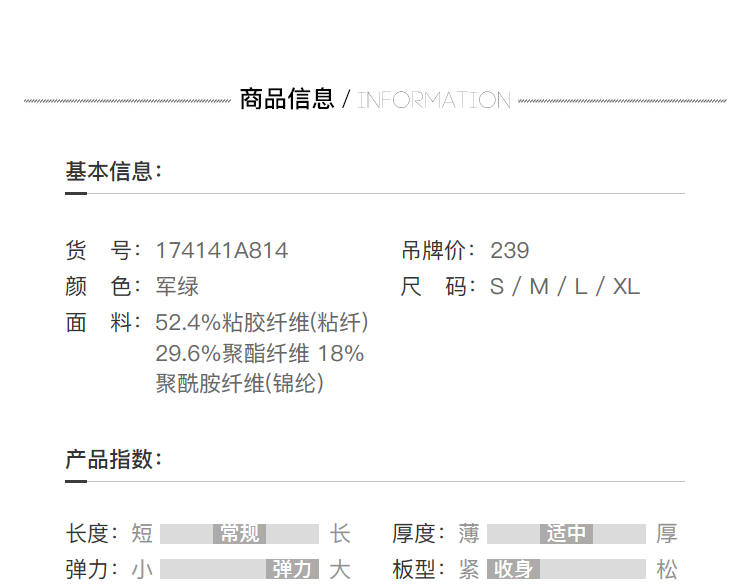 商品信息 / INFORMATION
基本信息：
货 号：174141A814 吊牌价：239
颜 色：军绿 尺 码：S / M / L / XL
面 料：52.4%粘胶纤维(粘纤)
29.6%聚酯纤维 18%
聚酰胺纤维(锦纶)
产品指数：
长度：短 常规 长 厚度：薄 适中 厚
弹力：小 弹力 大 板型：紧 收身 松